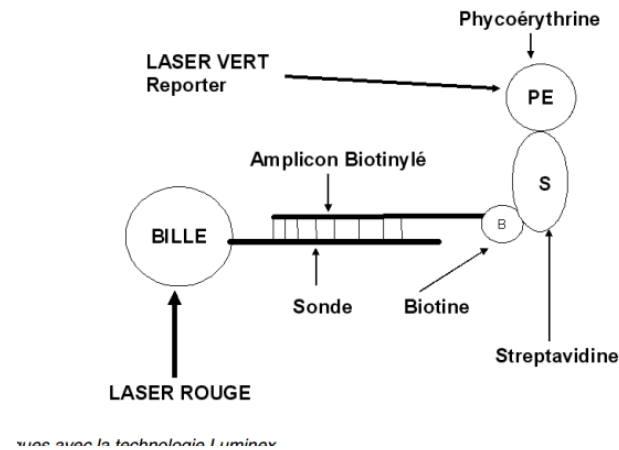 Phycoérythrine
LASER VERT
Reporter
PE
Amplicon Biotinylé
S
BILLE
B
Sonde
Biotine
Streptavidine
LASER ROUGE
avec la technologie Luminex